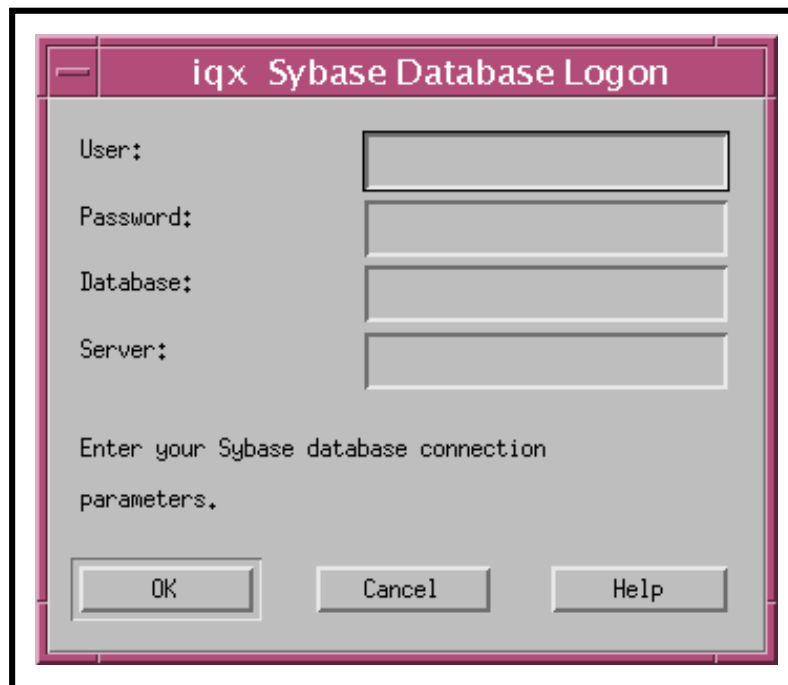 iqx Sybase Database Logon
User:
Password:
Database:
Server:
Enter your Sybase database connection
parameters.
OK Cancel Help